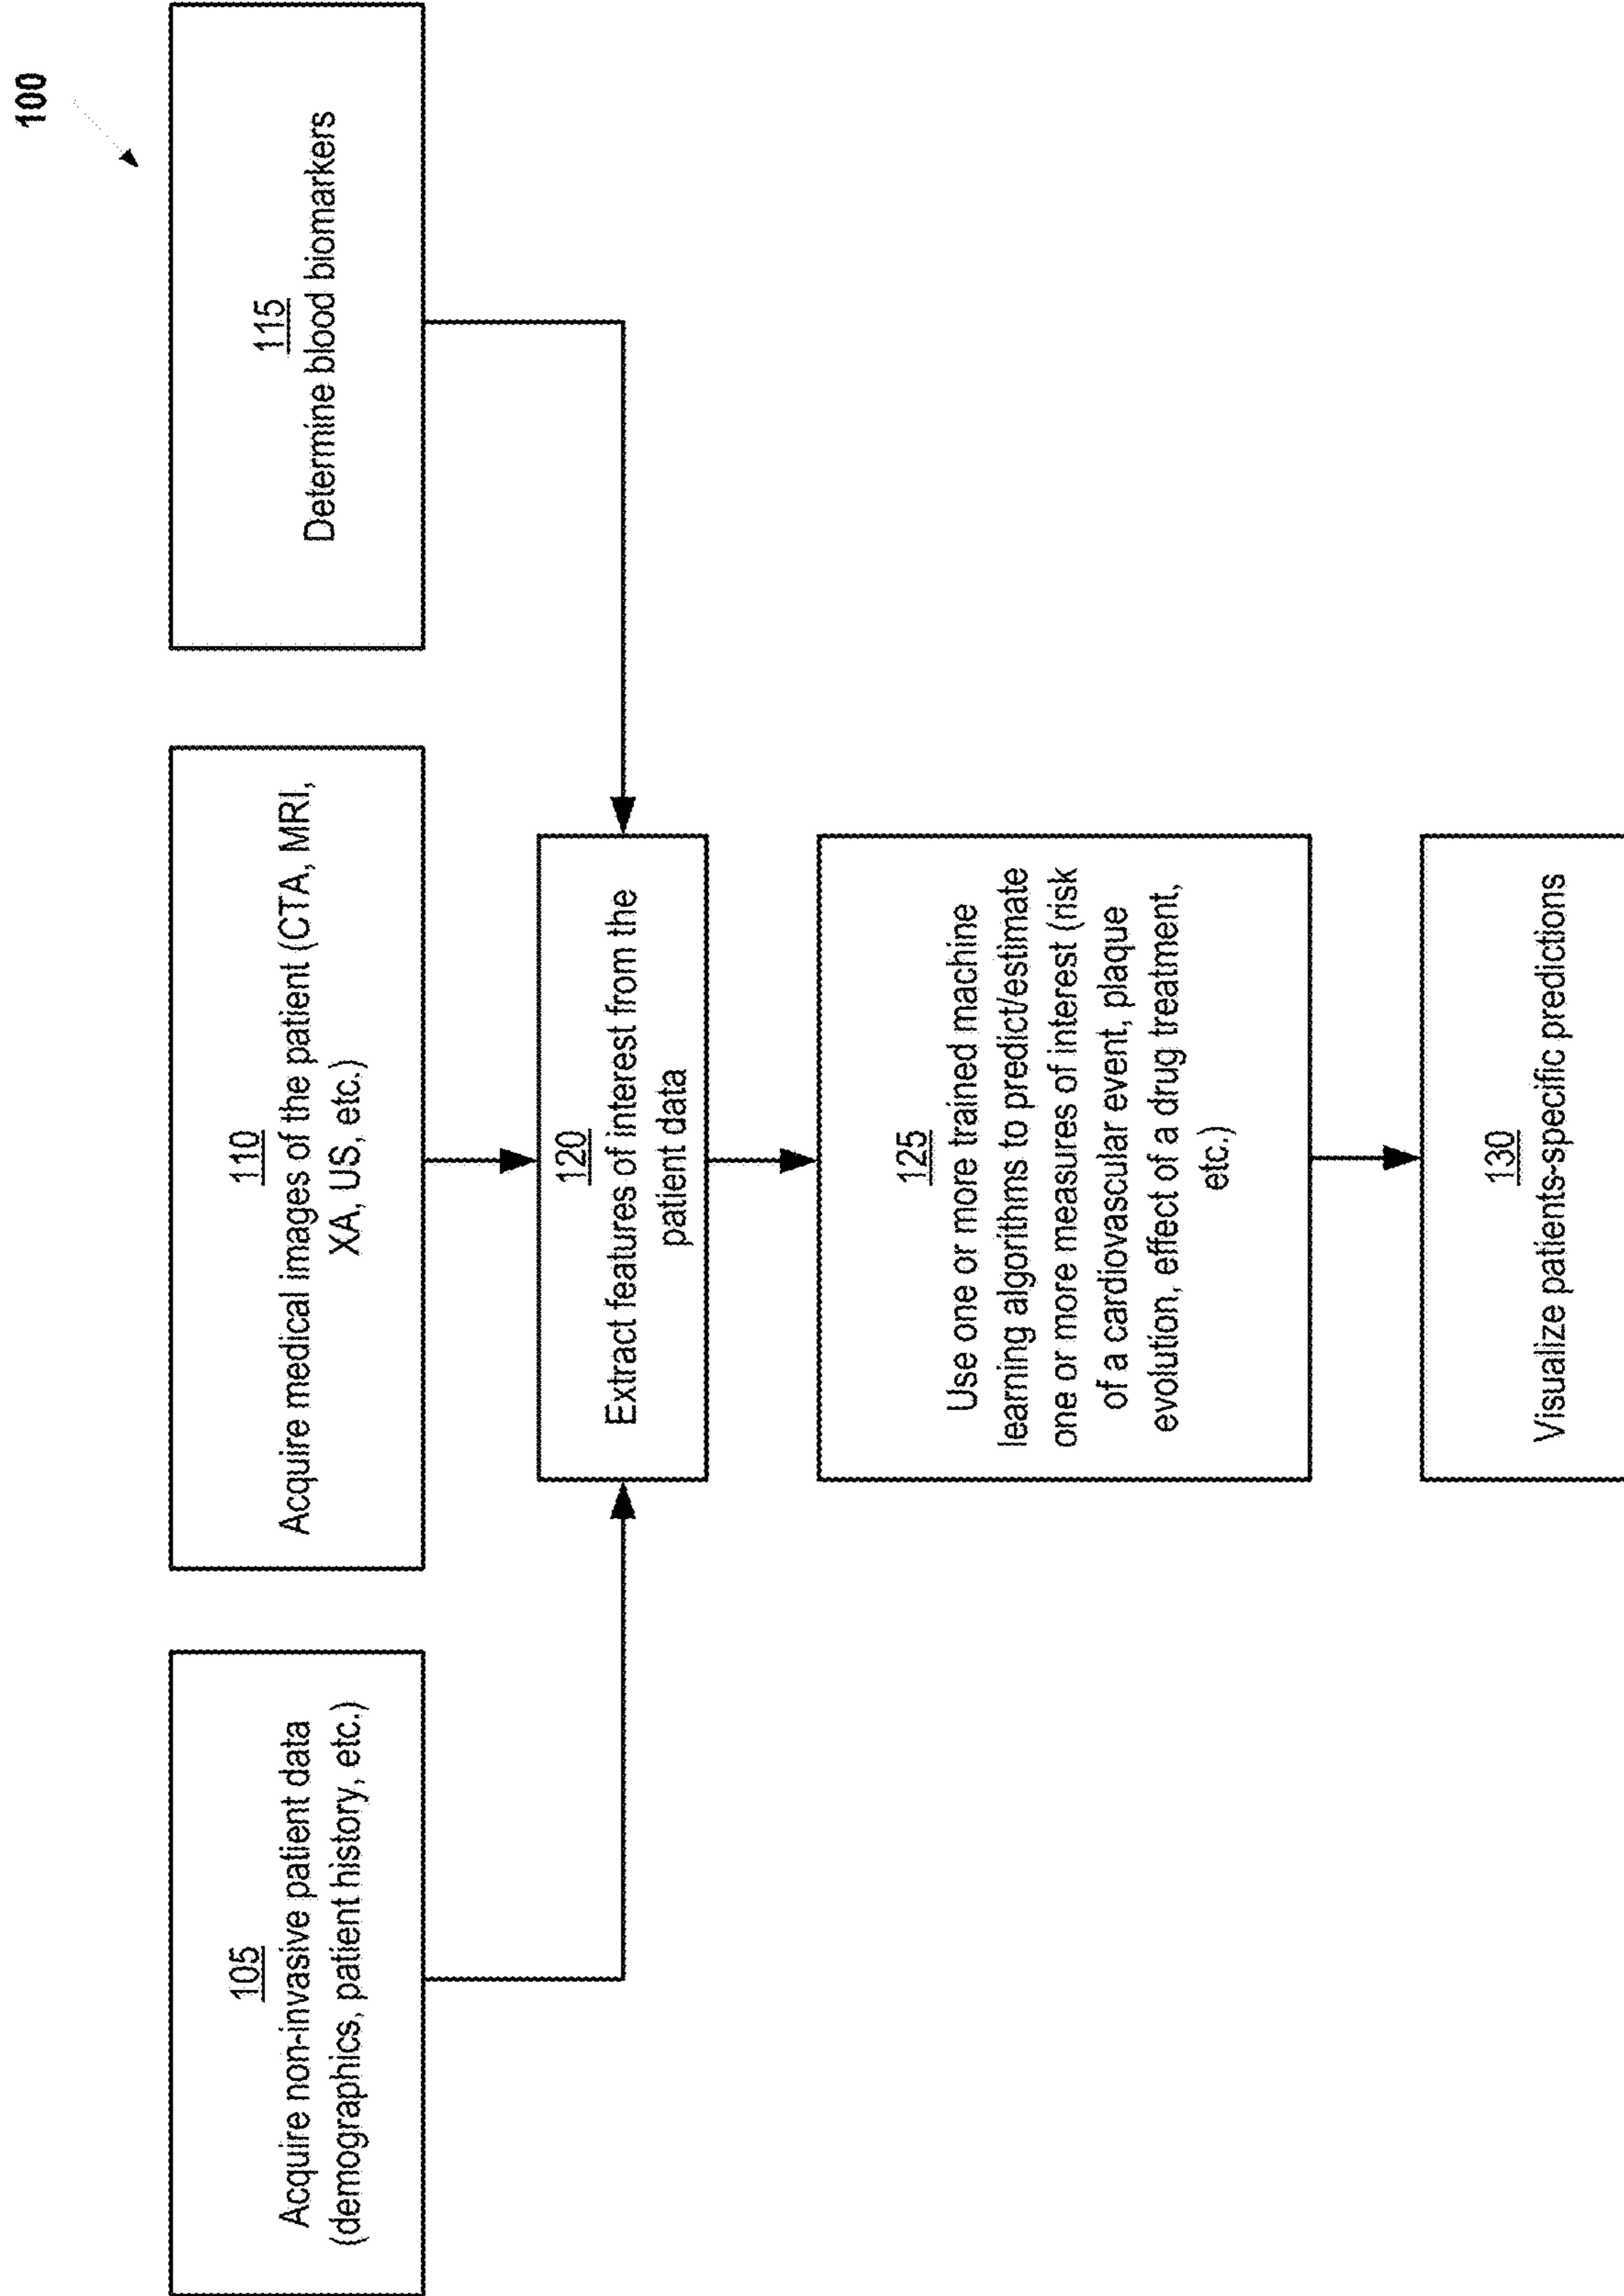 100
105
Acquire non-invasive patient data
(demographics, patient history, etc.)
110
Acquire medical images of the patient (CTA, MRI,
XA, US, etc.)
115
Determine blood biomarkers
120
Extract features of interest from the
patient data
125
Use one or more trained machine
learning algorithms to predict/estimate
one or more measures of interest (risk
of a cardiovascular event, plaque
evolution, effect of a drug treatment,
etc.)
130
Visualize patients-specific predictions